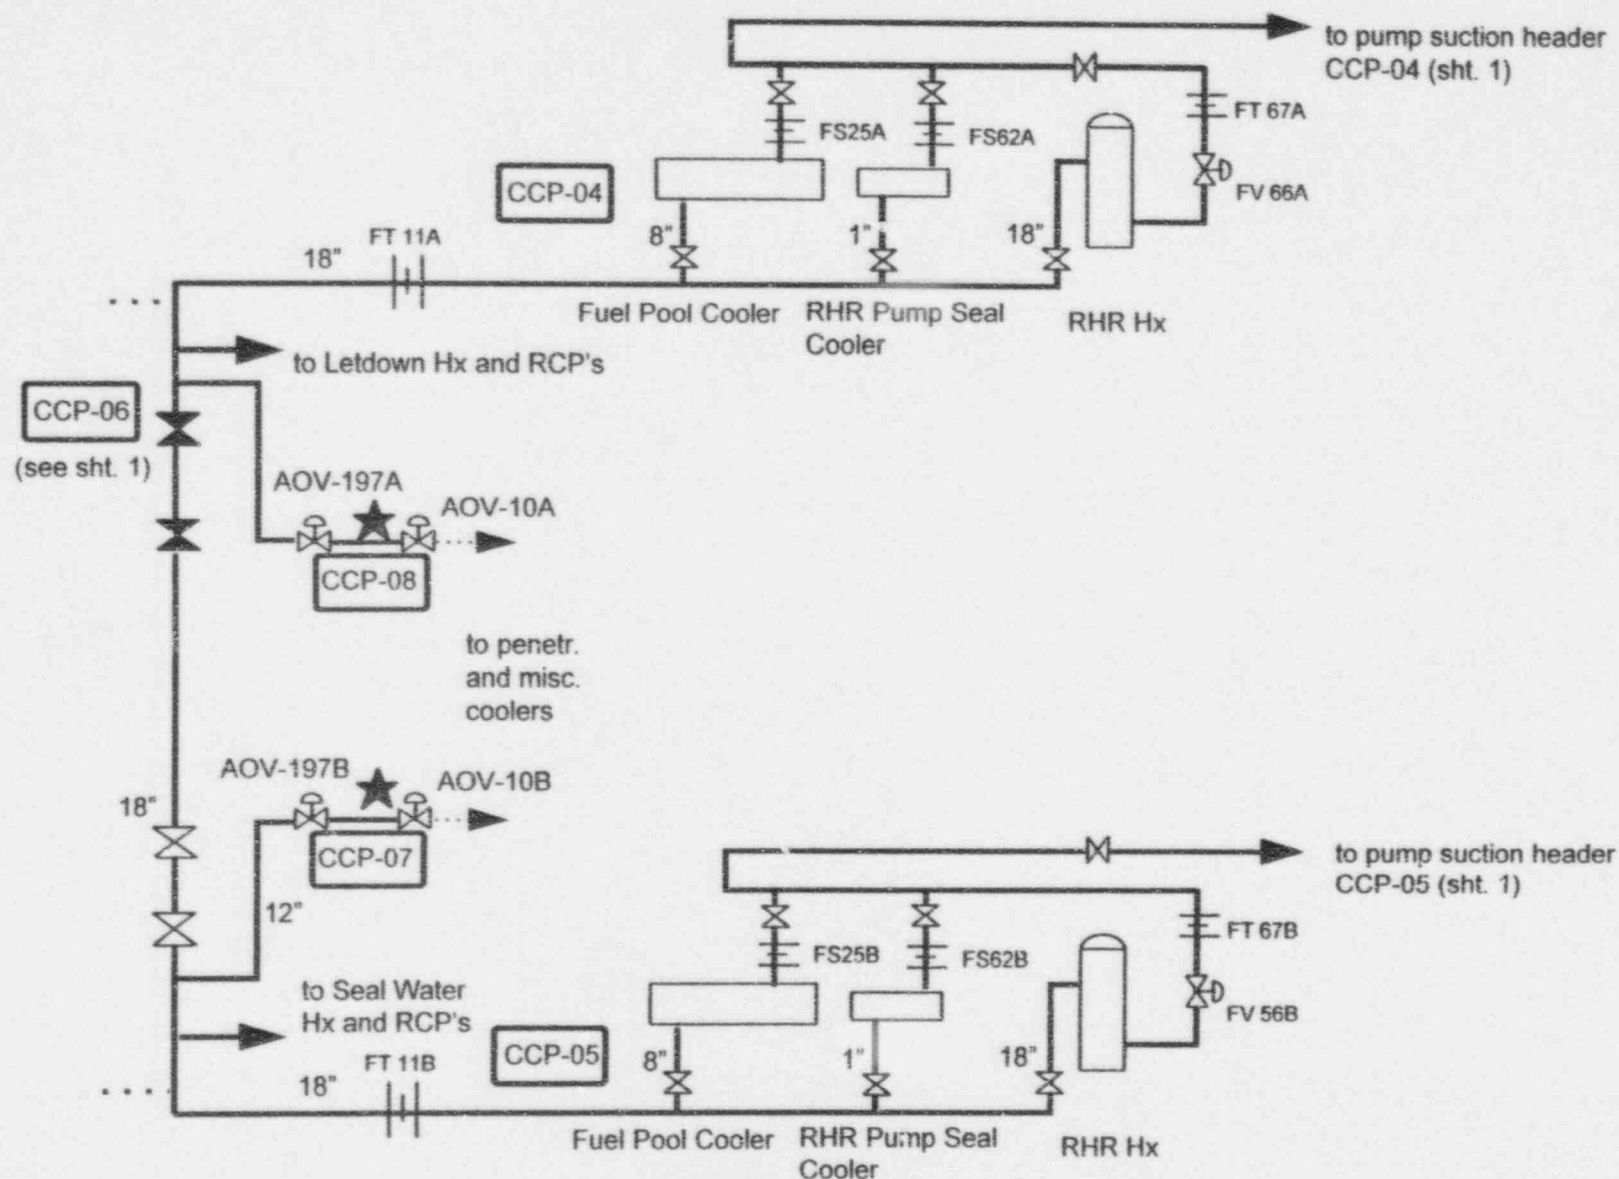 to pump suction header
CCP-04 (sht. 1)
FT 67A
FS25A
FS62A
CCP-04
FV 66A
8"
1"
18"
FT 11A
18"
Fuel Pool Cooler
RHR Pump Seal
Cooler
RHR Hx
to Letdown Hx and RCP's
CCP-06
(see sht. 1)
AOV-197A
AOV-10A
CCP-08
to penetr.
and misc.
coolers
AOV-197B
AOV-10B
18"
CCP-07
12"
to pump suction header
CCP-05 (sht. 1)
FT 67B
FS25B
FS62B
to Seal Water
Hx and RCP's
FV 56B
CCP-05
8"
1"
18"
FT 11B
18"
Fuel Pool Cooler
RHR Pump Seal
Cooler
RHR Hx